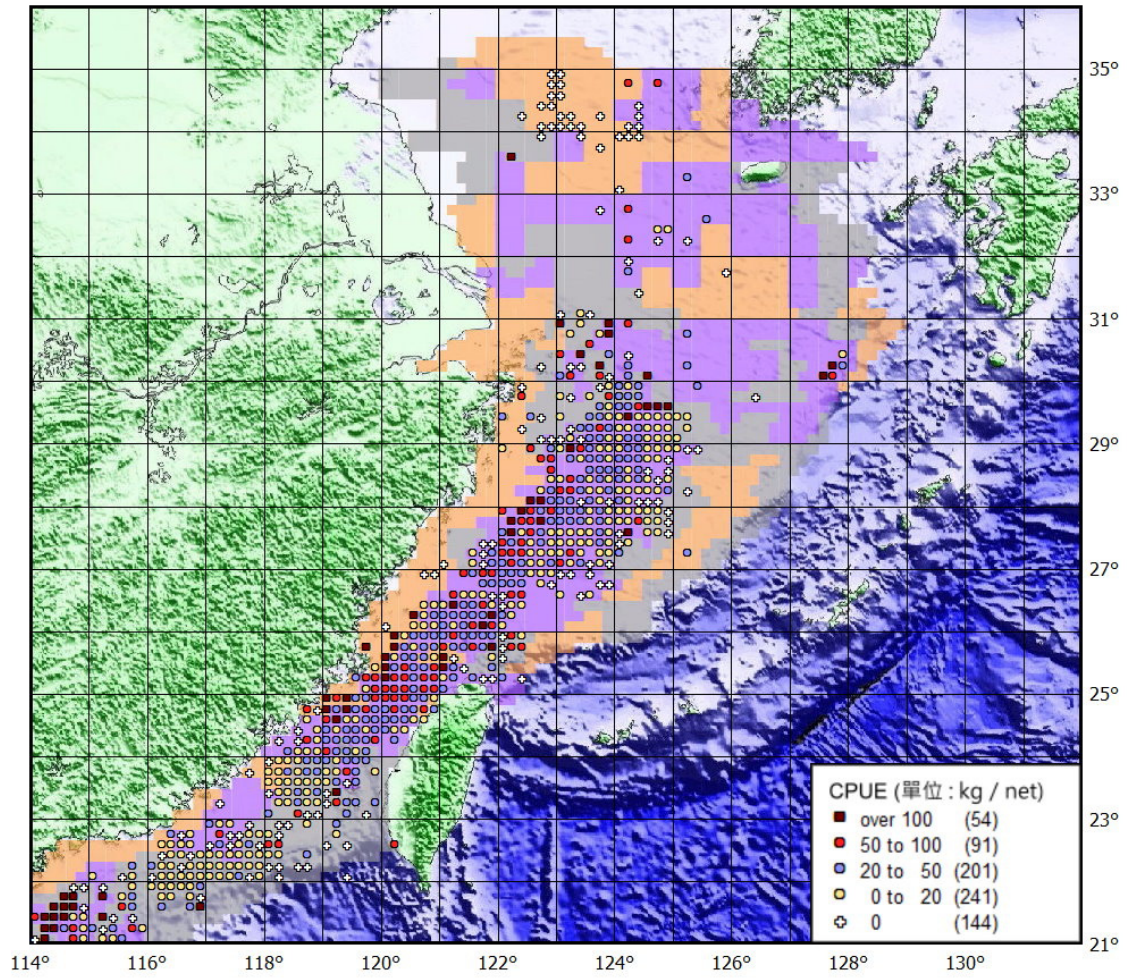 35°
33°
31°
29°
27°
25°
CPUE (單位 : kg / net)
over 100 (54)
50 to 100 (91)
20 to 50 (201)
0 to 20 (241)
0 (144)
23°
21°
114° 116° 118° 120° 122° 124° 126° 128° 130°